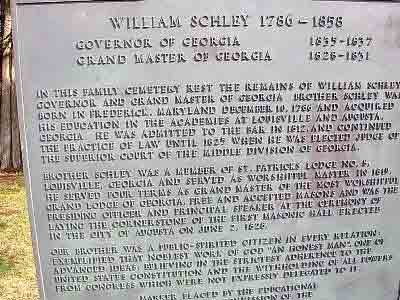 WILLIAM SCHLEY 1786 – 1858
GOVERNOR OF GEORGIA 1835-1837
GRAND MASTER OF GEORGIA 1826-1831
IN THIS FAMILY CEMETERY REST THE REMAINS OF WILLIAM SCHLEY
GOVERNOR AND GRAND MASTER OF GEORGIA BROTHER SCHLEY WAS
BORN IN FREDERICK, MARYLAND DECEMBER 10, 1786 AND ACQUIRED
HIS EDUCATION IN THE ACADEMIES AT LOUISVILLE AND AUGUSTA,
GEORGIA HE WAS ADMITTED TO THE BAR IN 1812, AND CONTINUED
THE PRACTICE OF LAW UNTIL 1825 WHEN HE WAS ELECTED JUDGE OF
THE SUPERIOR COURT OF THE MIDDLE DIVISION OF GEORGIA.
BROTHER SCHLEY WAS A MEMBER OF ST. PATRICKS LODGE NO. 8,
LOUISVILLE, GEORGIA AND SERVED AS WORSHIPFUL MASTER IN 1819.
HE SERVED FOUR TERMS AS GRAND MASTER OF THE MOST WORSHIPFUL
GRAND LODGE OF GEORGIA, FREE AND ACCEPTED MASONS AND WAS THE
PRESIDING OFFICER AND PRINCIPAL SPEAKER AT THE CEREMONY OF
LAYING THE CORNERSTONE OF THE FIRST MASONIC HALL ERECTED
IN THE CITY OF AUGUSTA ON JUNE 2, 1828.
OUR BROTHER WAS A PUBLIC-SPIRITED CITIZEN IN EVERY RELATION,
EXEMPLIFIED THAT NOBLEST WORK OF GOD "AN HONEST MAN". ONE OF
ADVANCED IDEAS, BELIEVING IN THE STRICTEST ADHERENCE TO THE
UNITED STATES CONSTITUTION AND THE WITHHOLDING OF ALL POWERS
FROM CONGRESS WHICH WERE NOT EXPRESSLY DELEGATED TO IT.
MARKER PLACED BY THE EDUCATIONAL
COMMISSION OF THE